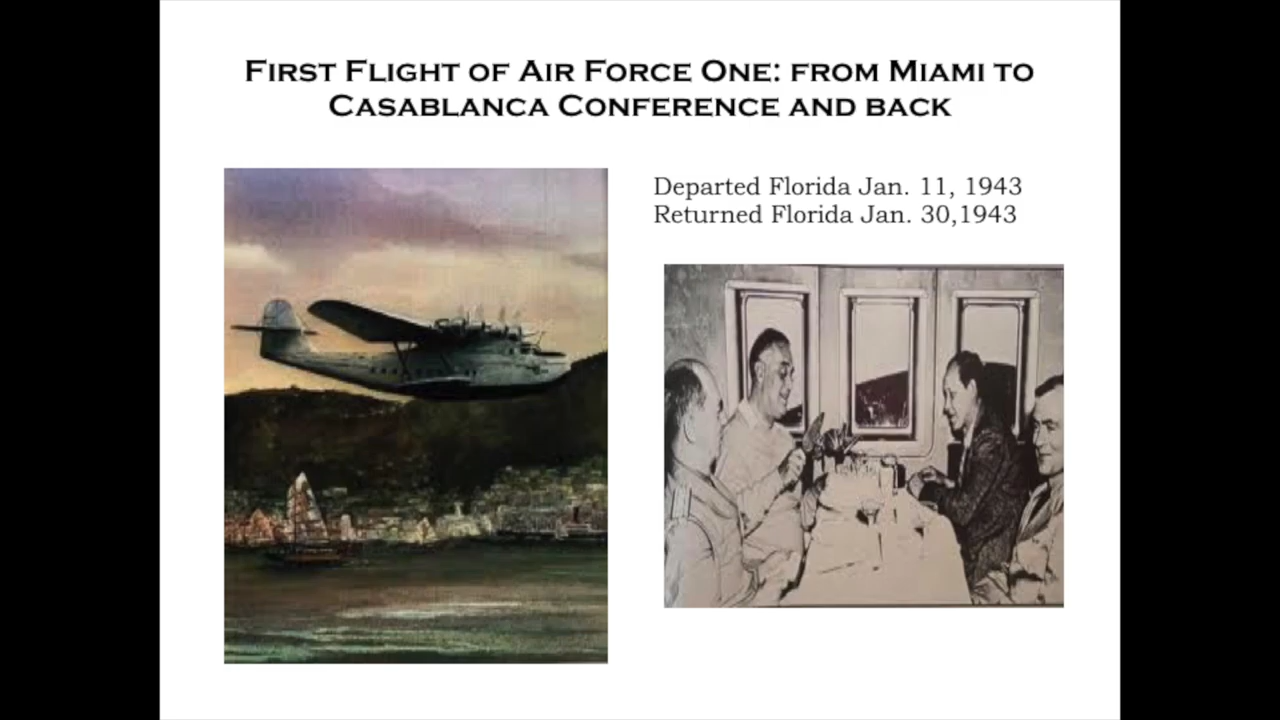 First Flight of Air Force One: from Miami to
Casablanca Conference and back
Departed Florida Jan. 11, 1943
Returned Florida Jan. 30,1943